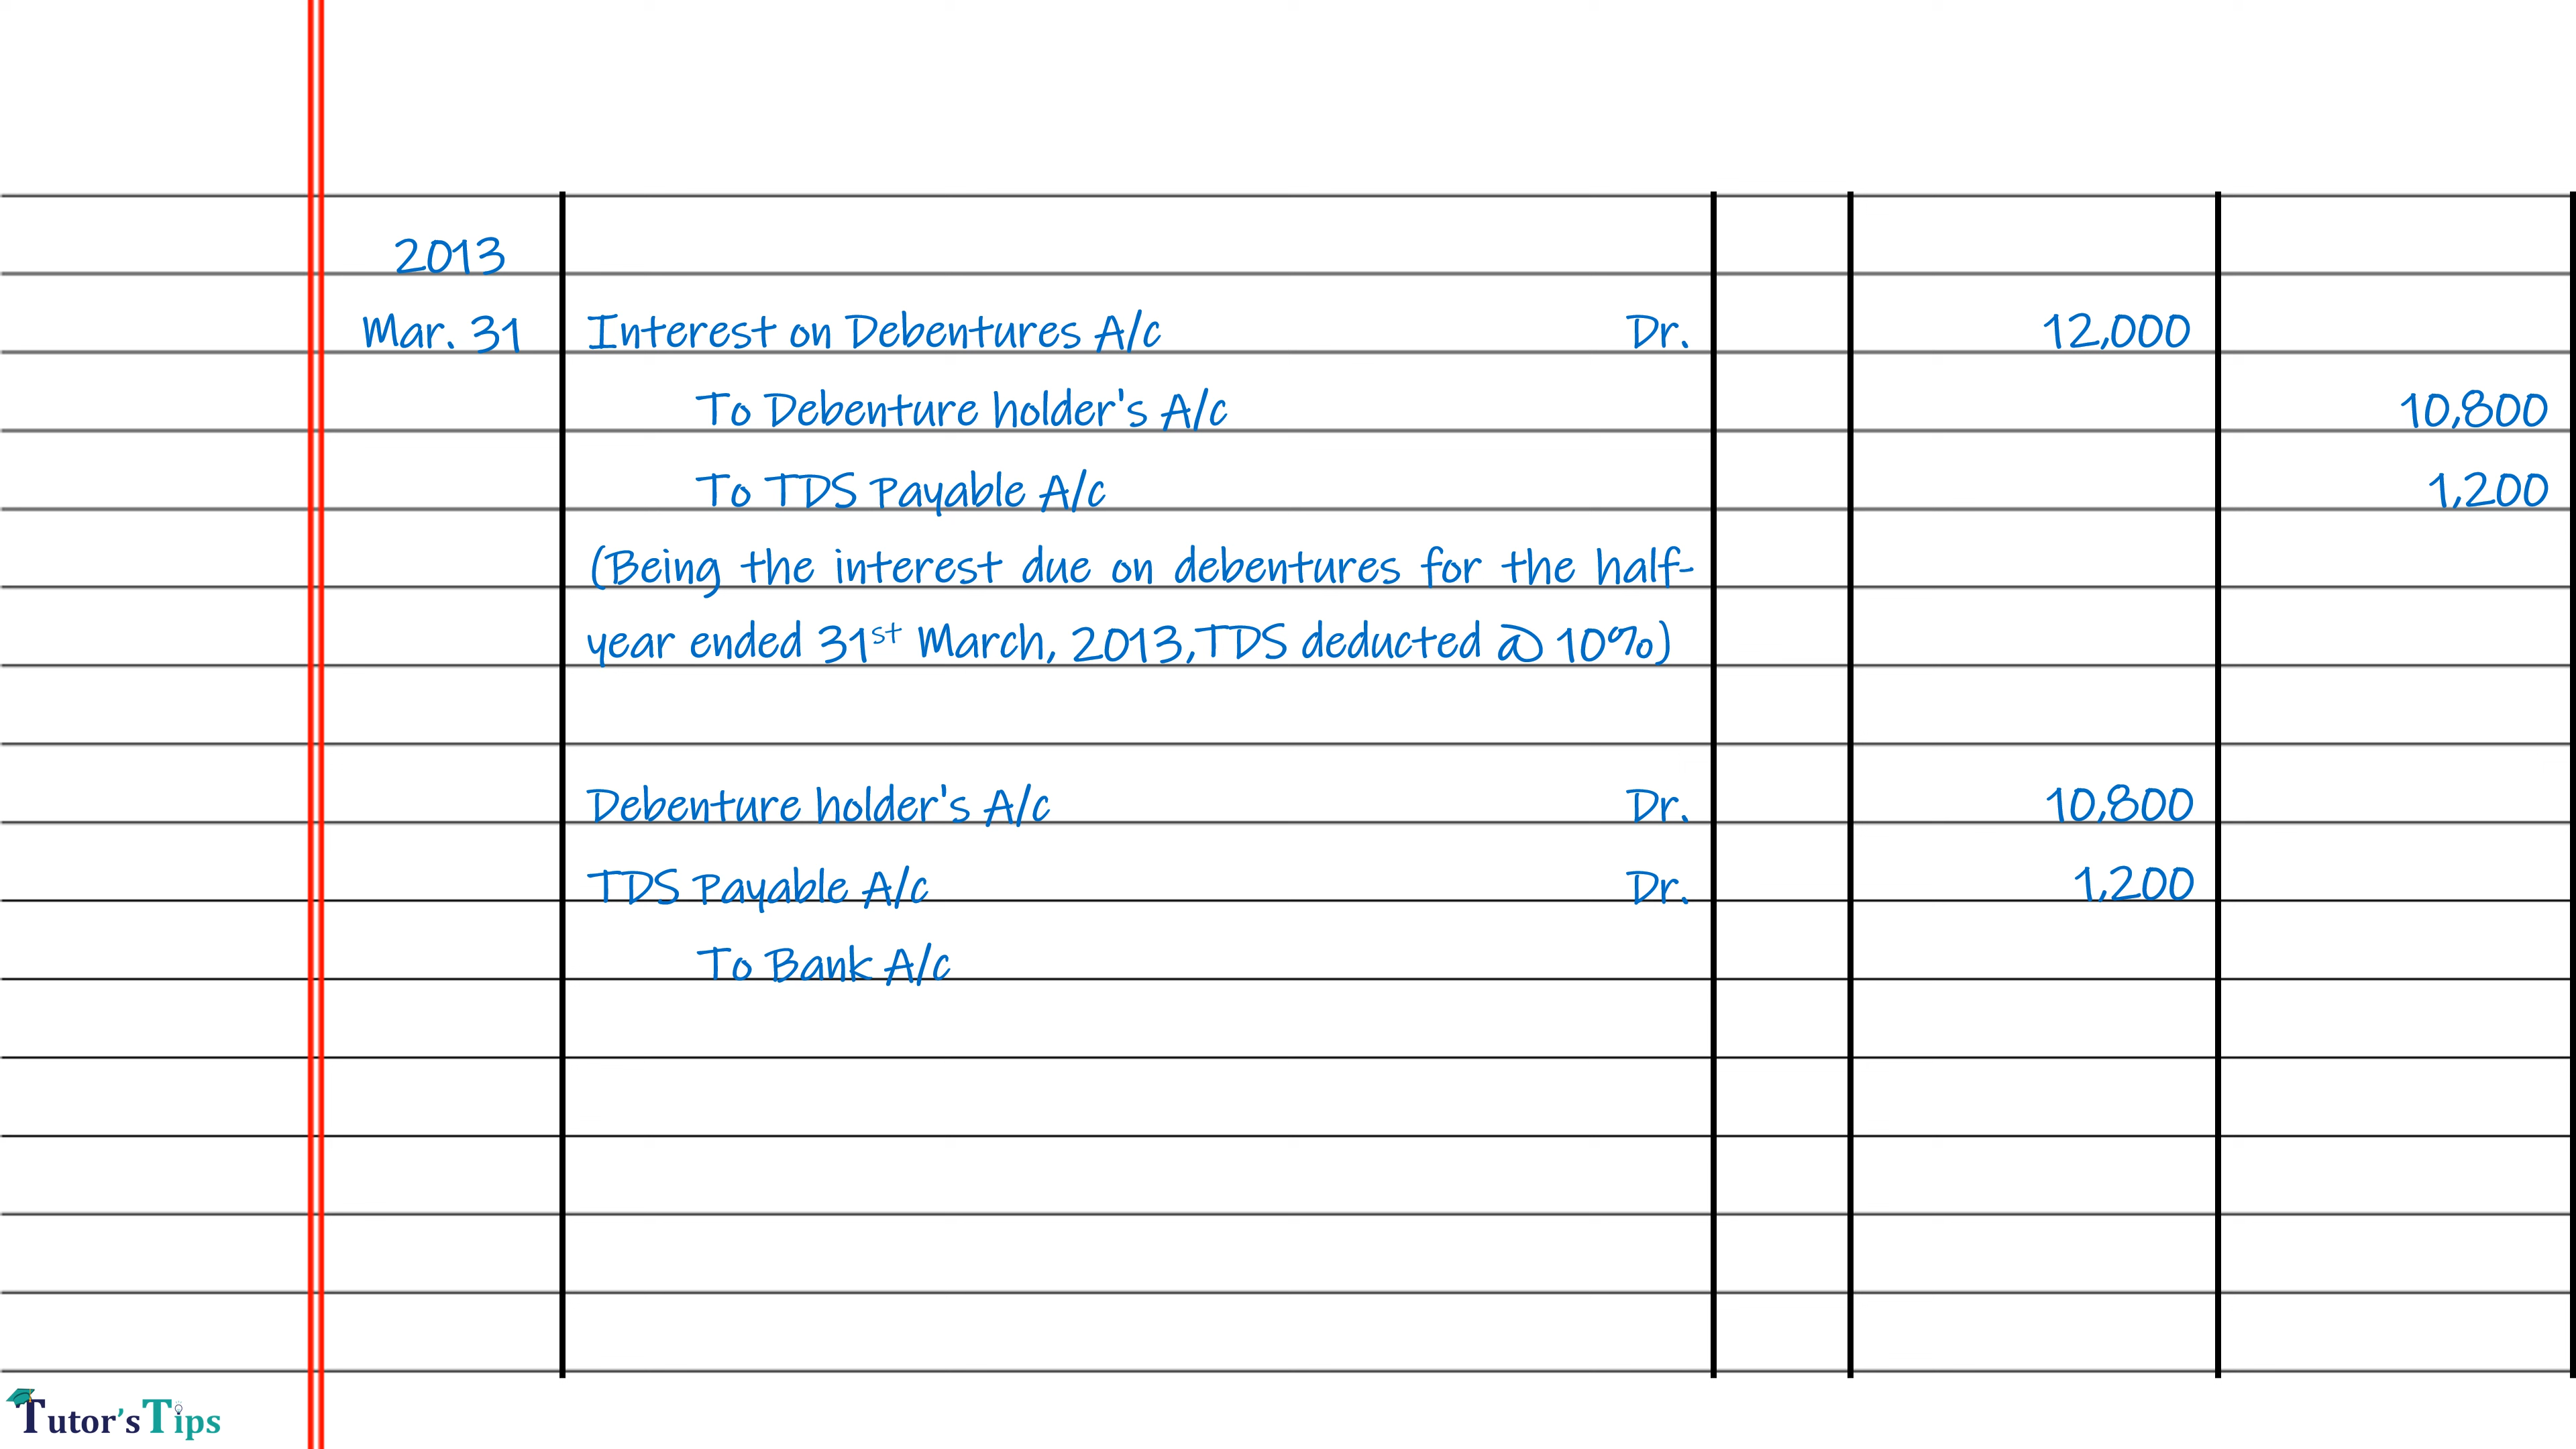 2013
Mar. 31 Interest on Debentures A/c Dr. 12,000
To Debenture holder's A/c 10,800
To TDS Payable A/c 1,200
(Being the interest due on debentures for the half-
year ended 31st March, 2013,TDS deducted @ 10%)
Debenture holder's A/c Dr. 10,800
TDS Payable A/c Dr. 1,200
To Bank A/c
Tutor's Tips